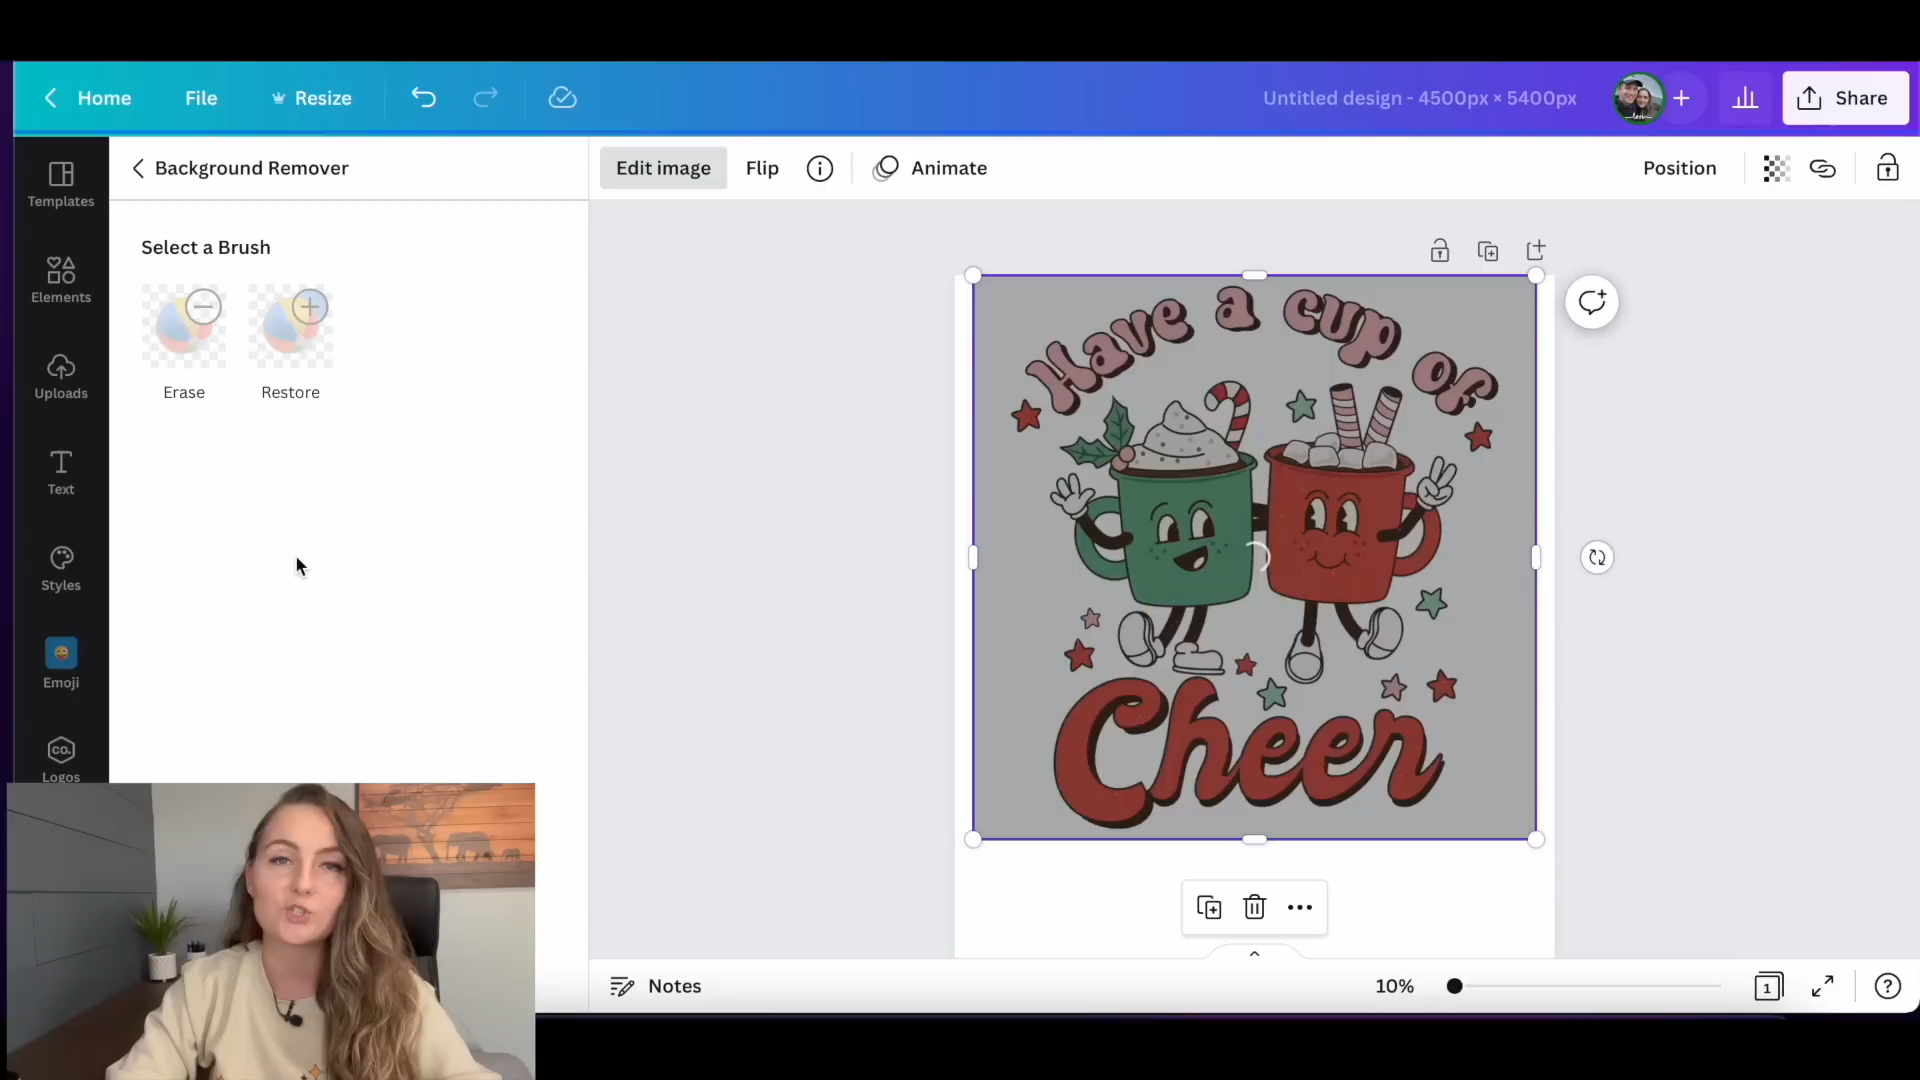 Home
File
Resize
Untitled design - 4500px × 5400px
Share
Templates
Elements
Uploads
Text
Styles
Emoji
CO.
Logos
Background Remover
Select a Brush
Erase
Restore
Edit image
Flip
Animate
Position
Have a cup of
Cheer
Notes
10%
1